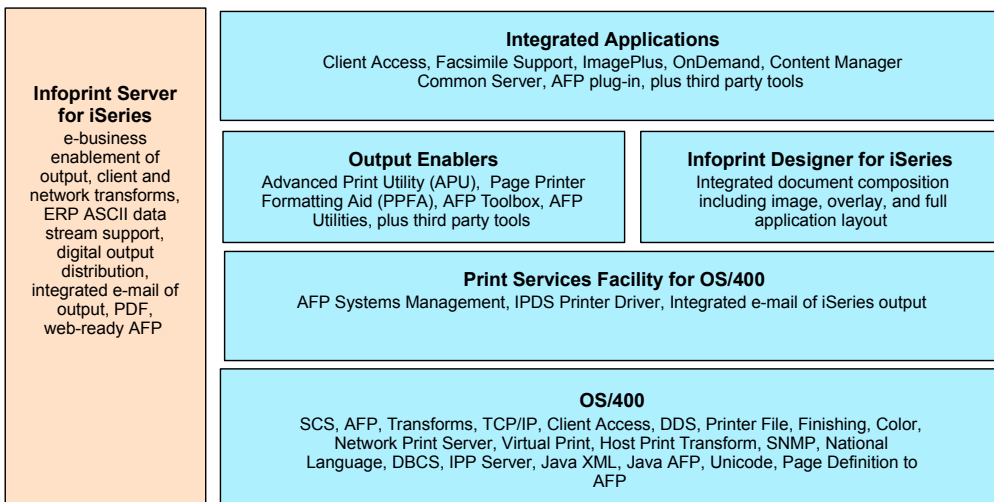 Infoprint Server
for iSeries
e-business
enablement of
output, client and
network transforms,
ERP ASCII data
stream support,
digital output
distribution,
integrated e-mail of
output, PDF,
web-ready AFP
Integrated Applications
Client Access, Facsimile Support, ImagePlus, OnDemand, Content Manager
Common Server, AFP plug-in, plus third party tools
Output Enablers
Advanced Print Utility (APU), Page Printer
Formatting Aid (PPFA), AFP Toolbox, AFP
Utilities, plus third party tools
Infoprint Designer for iSeries
Integrated document composition
including image, overlay, and full
application layout
Print Services Facility for OS/400
AFP Systems Management, IPDS Printer Driver, Integrated e-mail of iSeries output
OS/400
SCS, AFP, Transforms, TCP/IP, Client Access, DDS, Printer File, Finishing, Color,
Network Print Server, Virtual Print, Host Print Transform, SNMP, National
Language, DBCS, IPP Server, Java XML, Java AFP, Unicode, Page Definition to
AFP